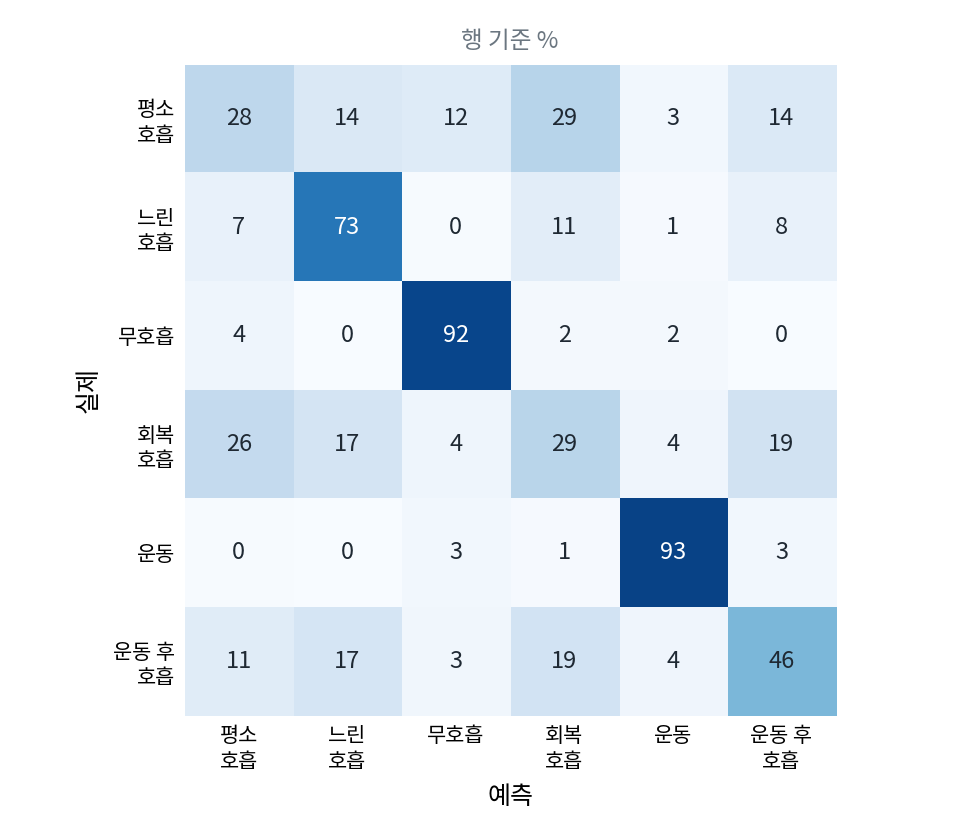 행 기준 %
평소
호흡
28 14 12 29 3 14
느린
호흡
7 73 0 11 1 8
무호흡
4 0 92 2 2 0
실제
회복
호흡
26 17 4 29 4 19
운동
0 0 3 1 93 3
운동 후
호흡
11 17 3 19 4 46
평소
호흡
느린
호흡
무호흡
회복
호흡
운동
운동 후
호흡
예측